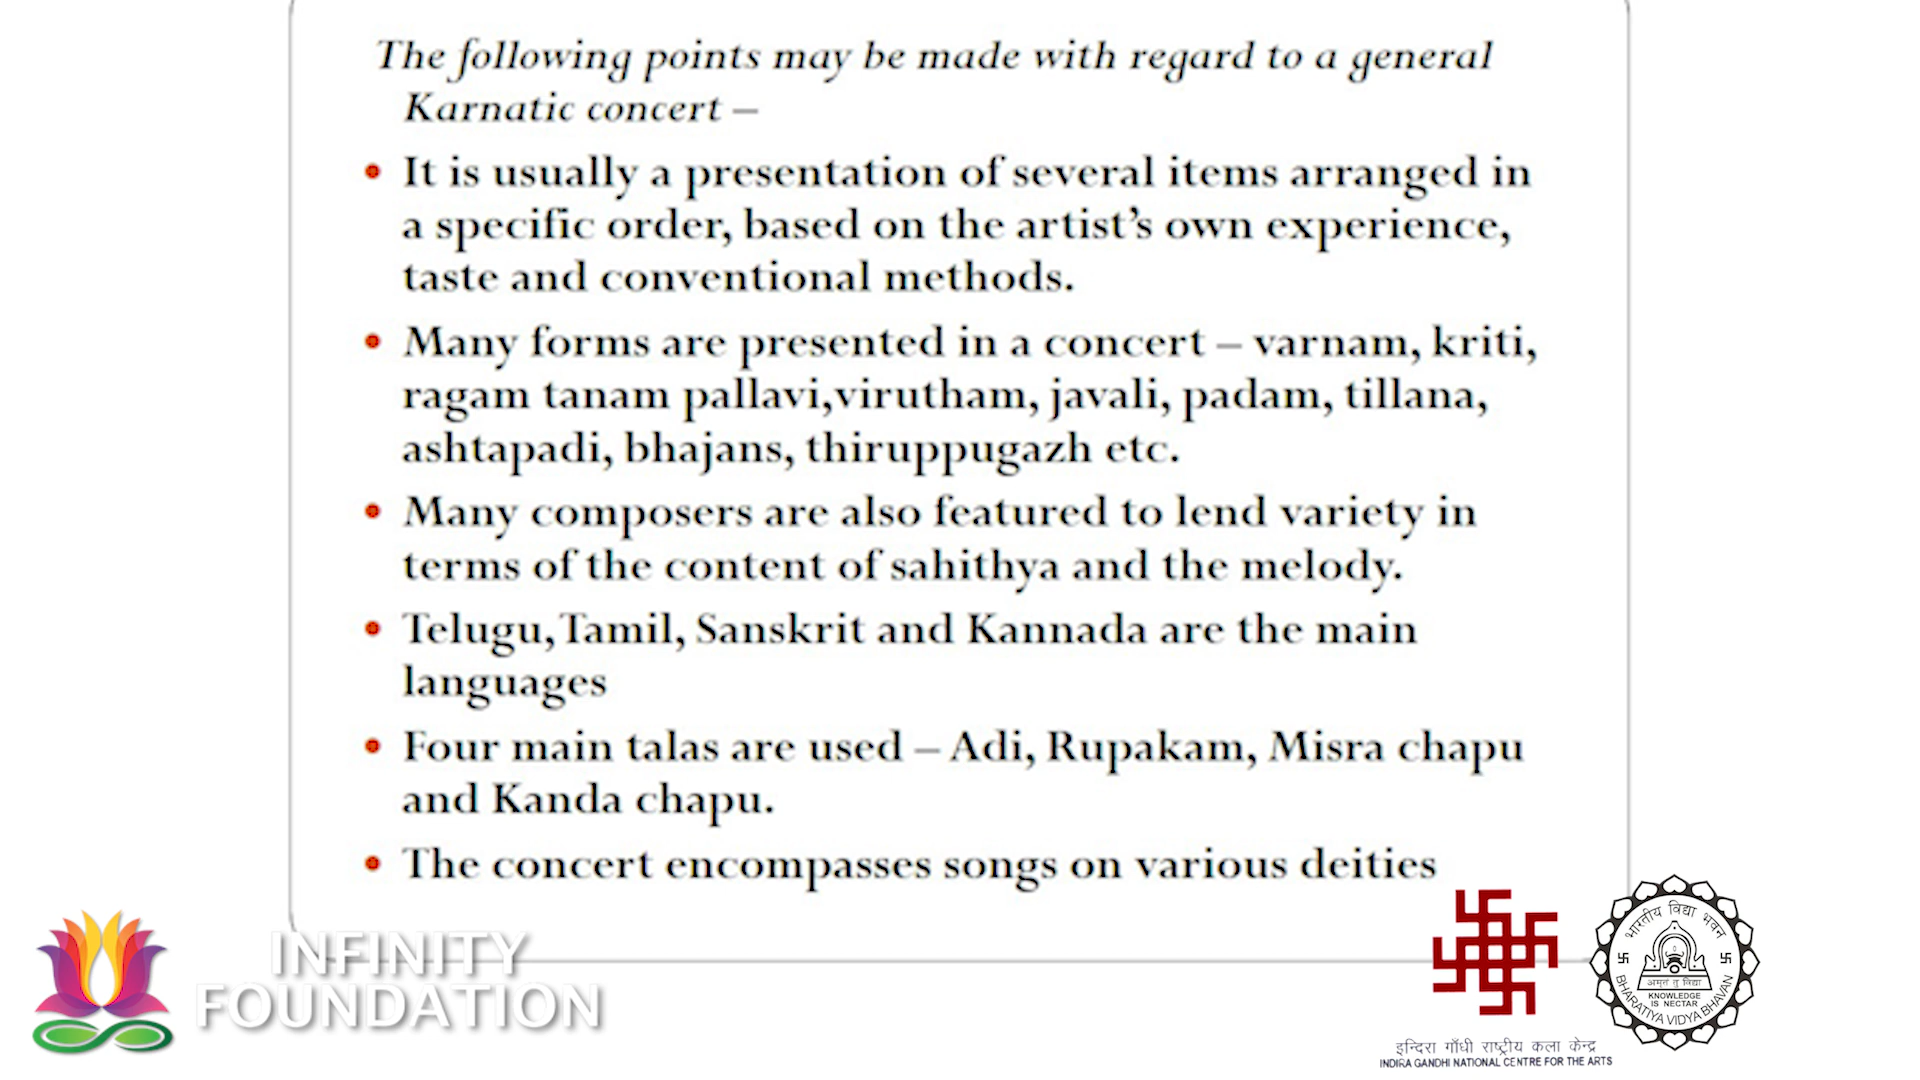 The following points may be made with regard to a general
Karnatic concert –
• It is usually a presentation of several items arranged in
a specific order, based on the artist's own experience,
taste and conventional methods.
• Many forms are presented in a concert – varnam, kriti,
ragam tanam pallavi,virutham, javali, padam, tillana,
ashtapadi, bhajans, thiruppugazh etc.
• Many composers are also featured to lend variety in
terms of the content of sahithya and the melody.
• Telugu, Tamil, Sanskrit and Kannada are the main
languages
• Four main talas are used – Adi, Rupakam, Misra chapu
and Kanda chapu.
• The concert encompasses songs on various deities
INFINITY
FOUNDATION
इन्दिरा गाँधी राष्ट्रीय कला केन्द्र
INDIRA GANDHI NATIONAL CENTRE FOR THE ARTS
भारतीय विद्या भवन
अमृतं तु विद्या
KNOWLEDGE
IS NECTAR
BHARATIYA VIDYA BHAVAN